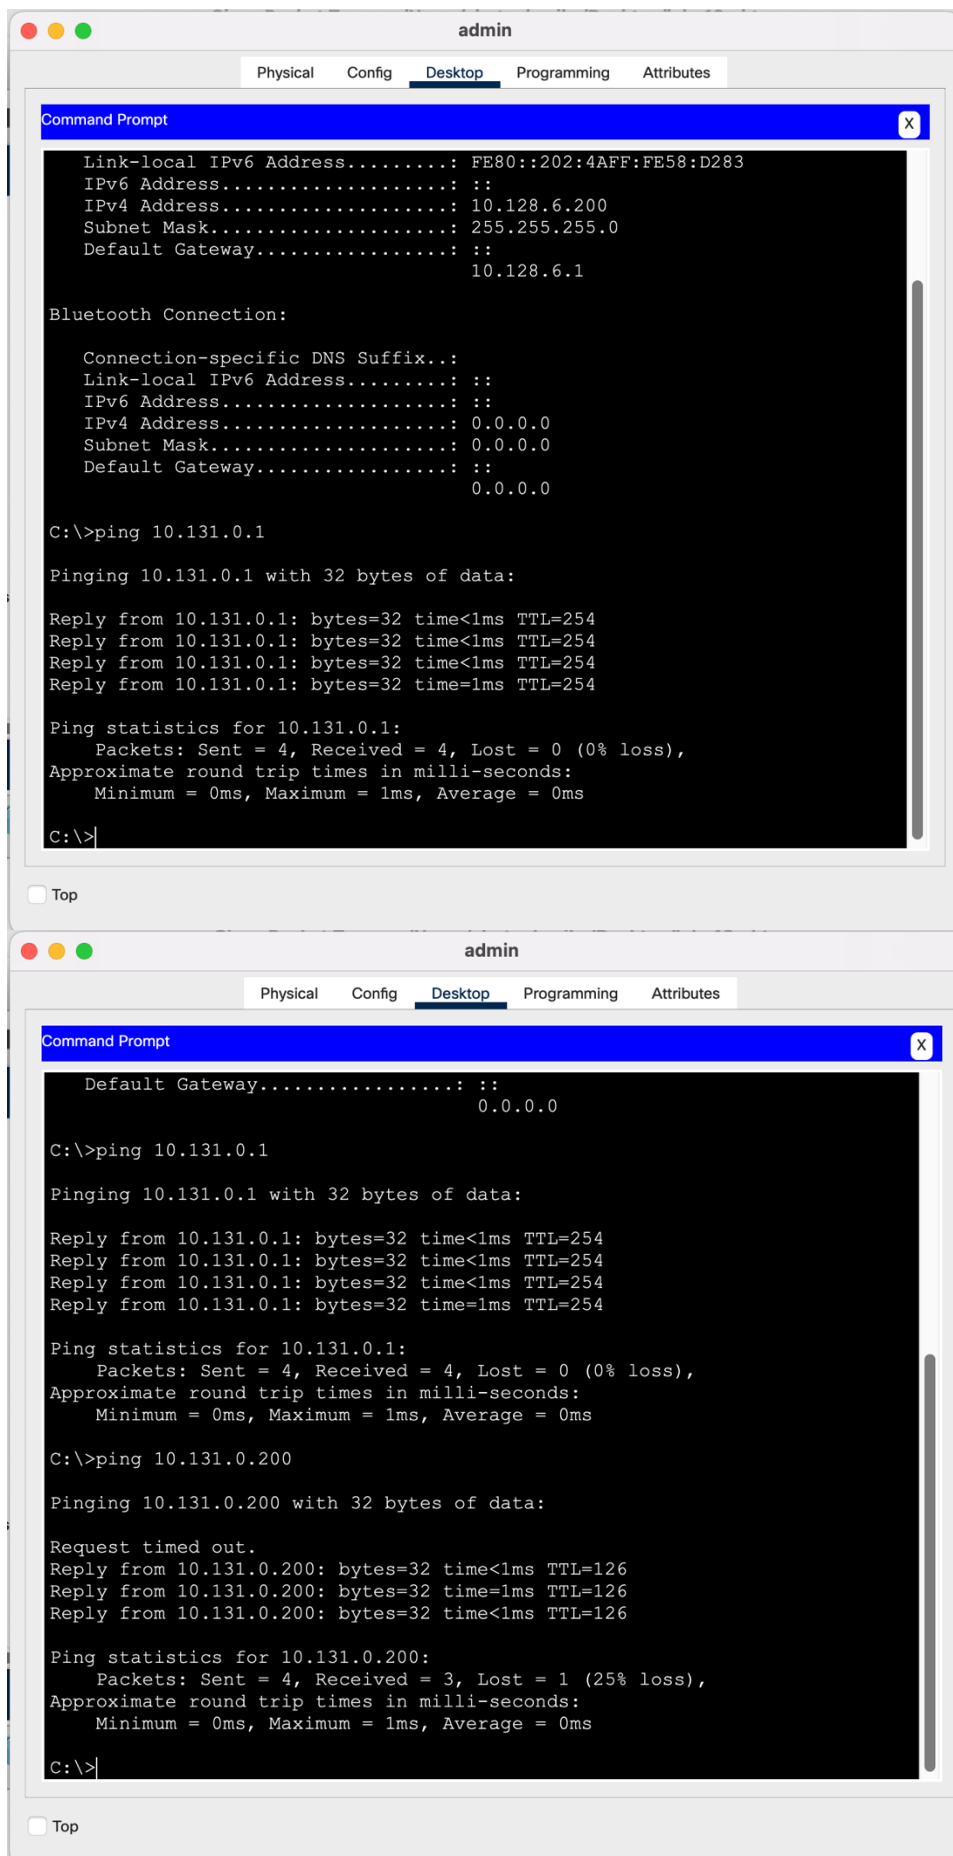 admin
Physical Config Desktop Programming Attributes
Command Prompt
X
Link-local IPv6 Address.........: FE80::202:4AFF:FE58:D283
IPv6 Address....................: ::
IPv4 Address....................: 10.128.6.200
Subnet Mask.....................: 255.255.255.0
Default Gateway.................: ::
10.128.6.1
Bluetooth Connection:
Connection-specific DNS Suffix..:
Link-local IPv6 Address.........: ::
IPv6 Address....................: ::
IPv4 Address....................: 0.0.0.0
Subnet Mask.....................: 0.0.0.0
Default Gateway.................: ::
0.0.0.0
C:\>ping 10.131.0.1
Pinging 10.131.0.1 with 32 bytes of data:
Reply from 10.131.0.1: bytes=32 time<1ms TTL=254
Reply from 10.131.0.1: bytes=32 time<1ms TTL=254
Reply from 10.131.0.1: bytes=32 time<1ms TTL=254
Reply from 10.131.0.1: bytes=32 time=1ms TTL=254
Ping statistics for 10.131.0.1:
Packets: Sent = 4, Received = 4, Lost = 0 (0% loss),
Approximate round trip times in milli-seconds:
Minimum = 0ms, Maximum = 1ms, Average = 0ms
C:\>
Top
admin
Physical Config Desktop Programming Attributes
Command Prompt
X
Default Gateway.................: ::
0.0.0.0
C:\>ping 10.131.0.1
Pinging 10.131.0.1 with 32 bytes of data:
Reply from 10.131.0.1: bytes=32 time<1ms TTL=254
Reply from 10.131.0.1: bytes=32 time<1ms TTL=254
Reply from 10.131.0.1: bytes=32 time<1ms TTL=254
Reply from 10.131.0.1: bytes=32 time=1ms TTL=254
Ping statistics for 10.131.0.1:
Packets: Sent = 4, Received = 4, Lost = 0 (0% loss),
Approximate round trip times in milli-seconds:
Minimum = 0ms, Maximum = 1ms, Average = 0ms
C:\>ping 10.131.0.200
Pinging 10.131.0.200 with 32 bytes of data:
Request timed out.
Reply from 10.131.0.200: bytes=32 time<1ms TTL=126
Reply from 10.131.0.200: bytes=32 time=1ms TTL=126
Reply from 10.131.0.200: bytes=32 time<1ms TTL=126
Ping statistics for 10.131.0.200:
Packets: Sent = 4, Received = 3, Lost = 1 (25% loss),
Approximate round trip times in milli-seconds:
Minimum = 0ms, Maximum = 1ms, Average = 0ms
C:\>
Top